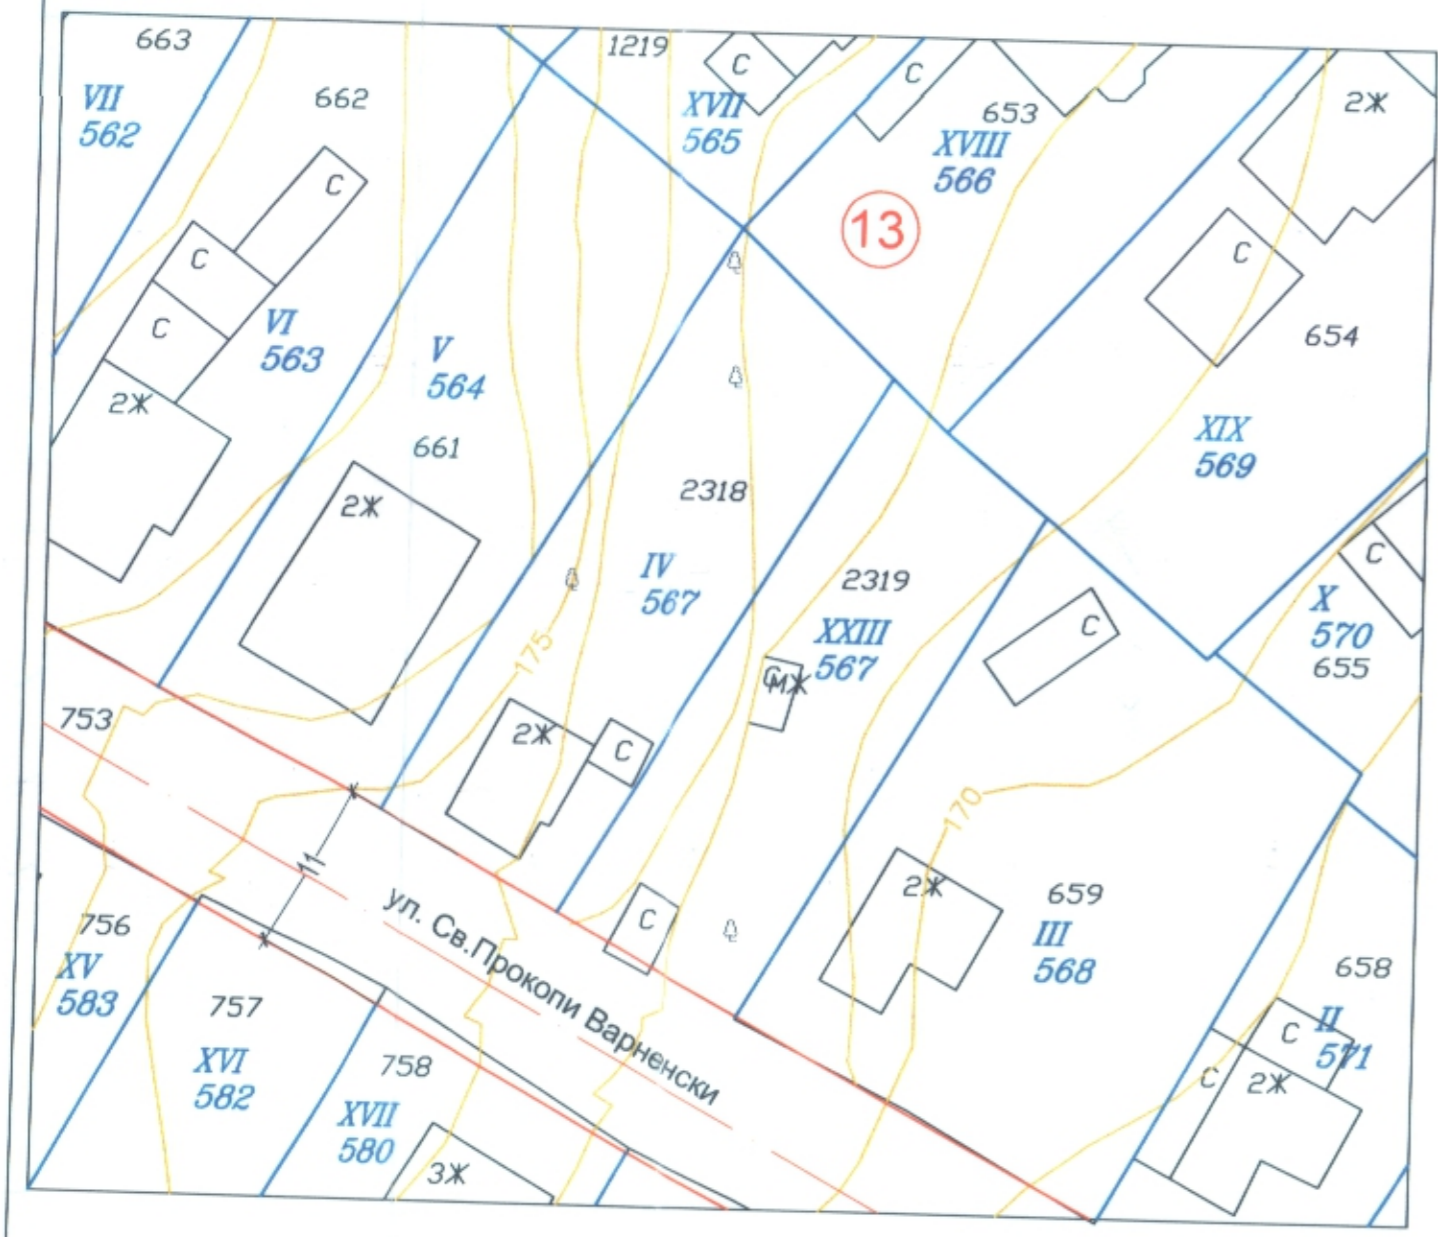 663
1219
С
С
2Ж
VII
562
662
XVII
565
653
XVIII
566
С
13
С
С
С
654
VI
563
V
564
2Ж
661
XIX
569
2Ж
2318
С
IV
567
2319
X
570
С
XXIII
567
655
175
С
МЖ
753
2Ж
С
170
11
2Ж
659
ул. Св.Прокопи Варненски
С
III
568
756
XV
583
658
757
II
571
С
XVI
582
758
С
2Ж
XVII
580
3Ж